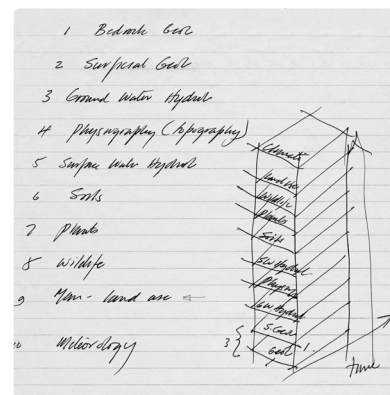 1 Bedrock Geol
2 Surficial Geol
3 Ground Water Hydrol
4 Physiography (topography)
5 Surface Water Hydrol
6 Soils
7 Plants
8 Wildlife
9 Man - land use ←
10 Meteorology
Climate
Land Use
Wildlife
Plants
Soils
SW Hydrol
Physiog
GW Hydrol
S Geol
3 { Geol 1.
time